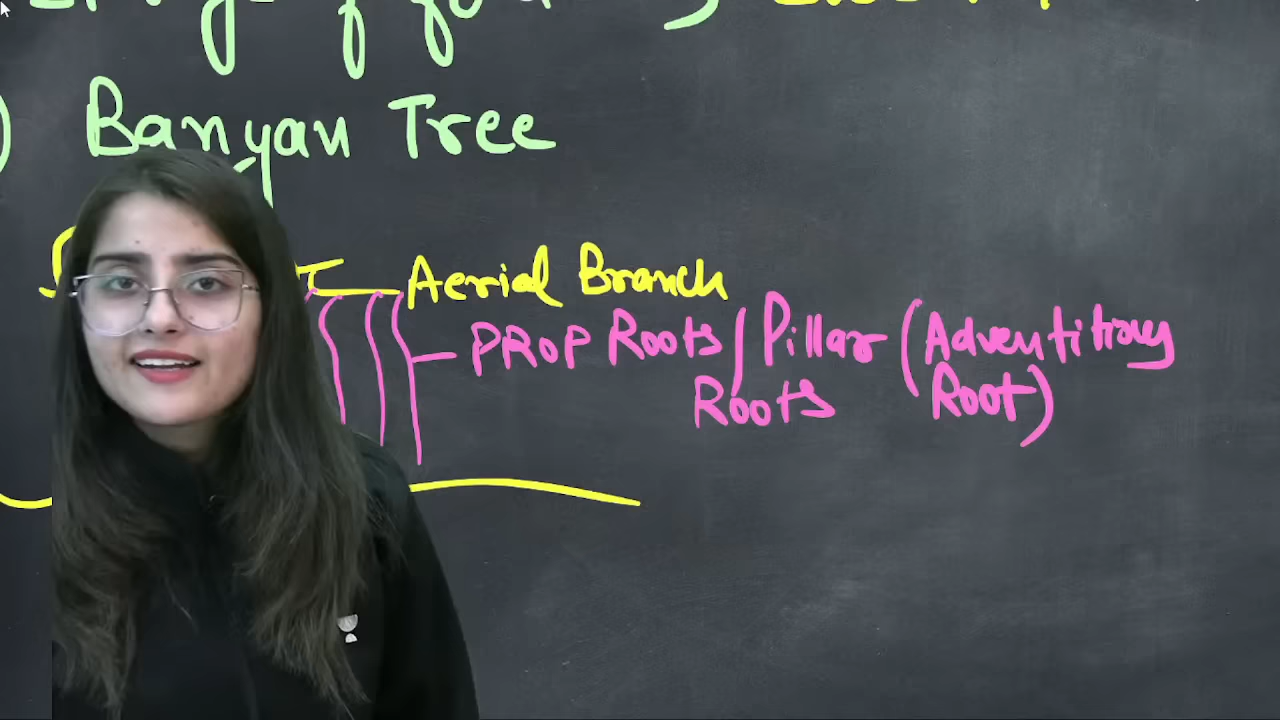 Banyan Tree
Aerial Branch
PROP Roots / Pillar (Adventitious
Roots Root)